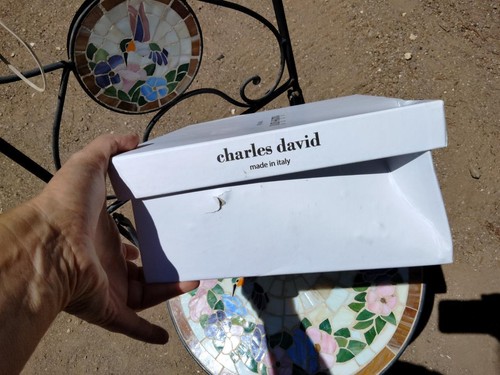 charles david
made in italy